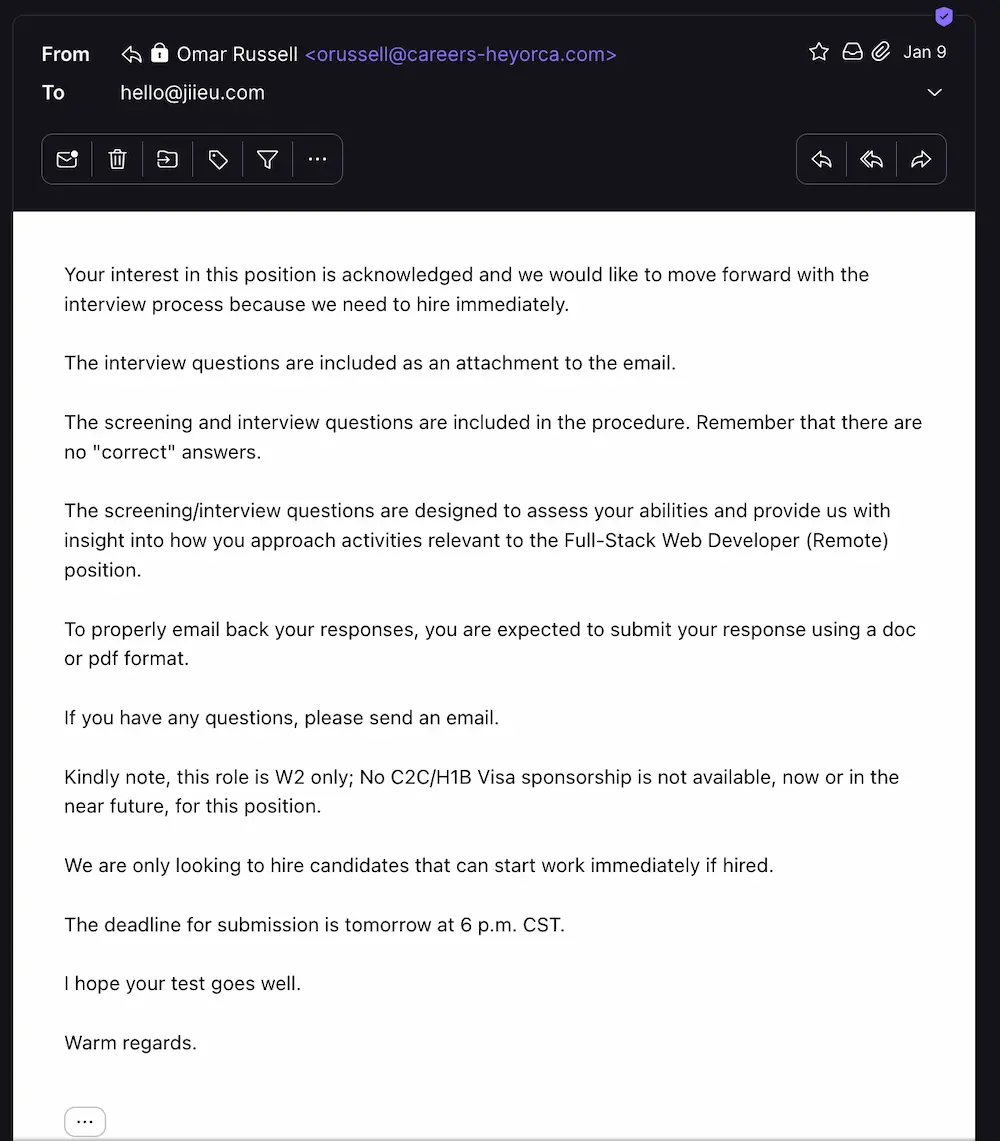 From Omar Russell <orussell@careers-heyorca.com> Jan 9
To hello@jiieu.com
Your interest in this position is acknowledged and we would like to move forward with the
interview process because we need to hire immediately.
The interview questions are included as an attachment to the email.
The screening and interview questions are included in the procedure. Remember that there are
no "correct" answers.
The screening/interview questions are designed to assess your abilities and provide us with
insight into how you approach activities relevant to the Full-Stack Web Developer (Remote)
position.
To properly email back your responses, you are expected to submit your response using a doc
or pdf format.
If you have any questions, please send an email.
Kindly note, this role is W2 only; No C2C/H1B Visa sponsorship is not available, now or in the
near future, for this position.
We are only looking to hire candidates that can start work immediately if hired.
The deadline for submission is tomorrow at 6 p.m. CST.
I hope your test goes well.
Warm regards.